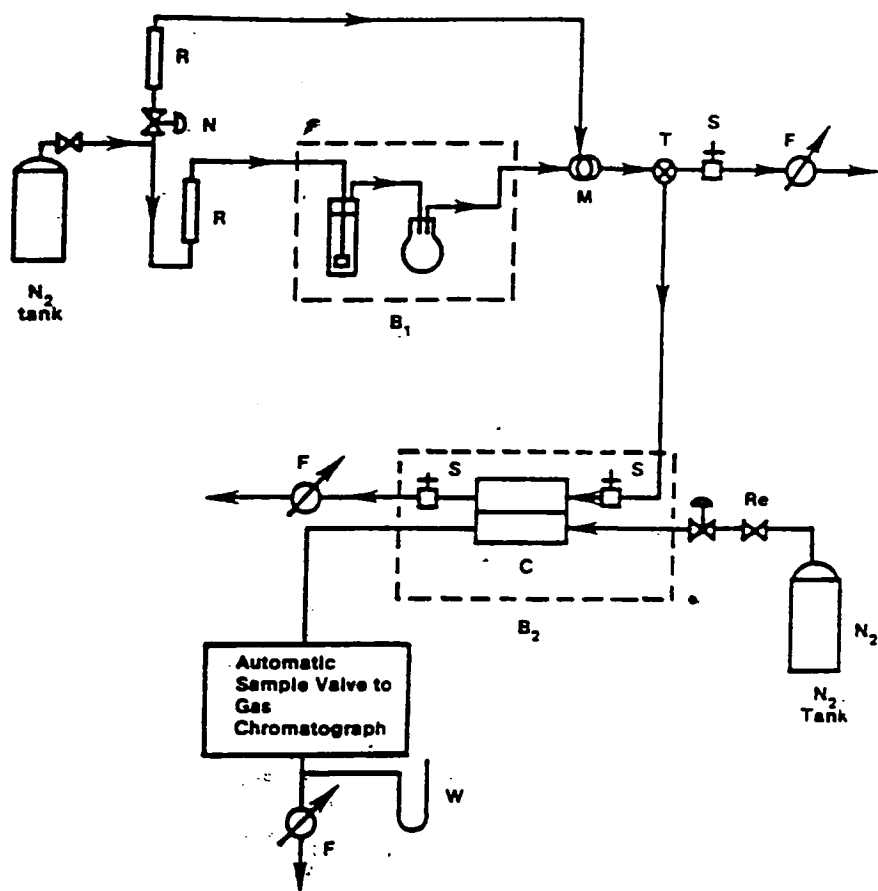 R
N
T
S
F
M
R
N₂
tank
B₁
F
S
S
Re
C
B₂
N₂
N₂
Tank
Automatic
Sample Valve to
Gas
Chromatograph
W
F